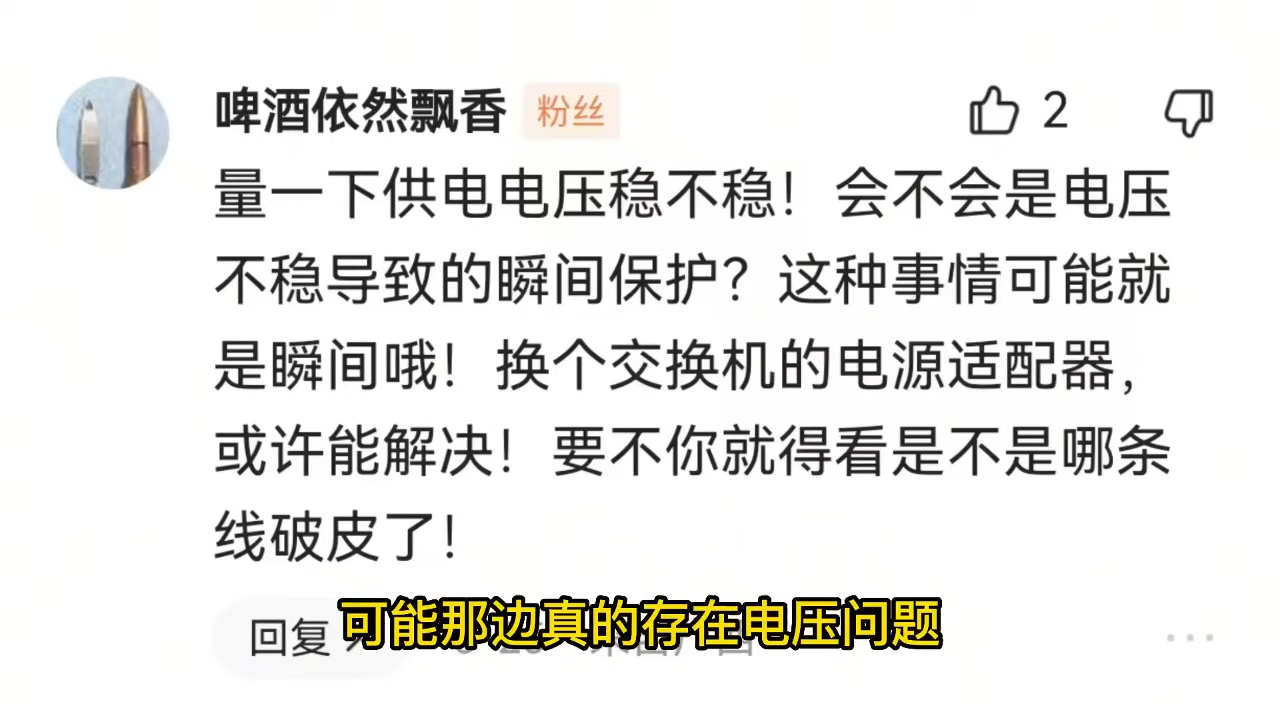 啤酒依然飘香 粉丝 2
量一下供电电压稳不稳！会不会是电压
不稳导致的瞬间保护？这种事情可能就
是瞬间哦！换个交换机的电源适配器，
或许能解决！要不你就得看是不是哪条
线破皮了！
可能那边真的存在电压问题
回复